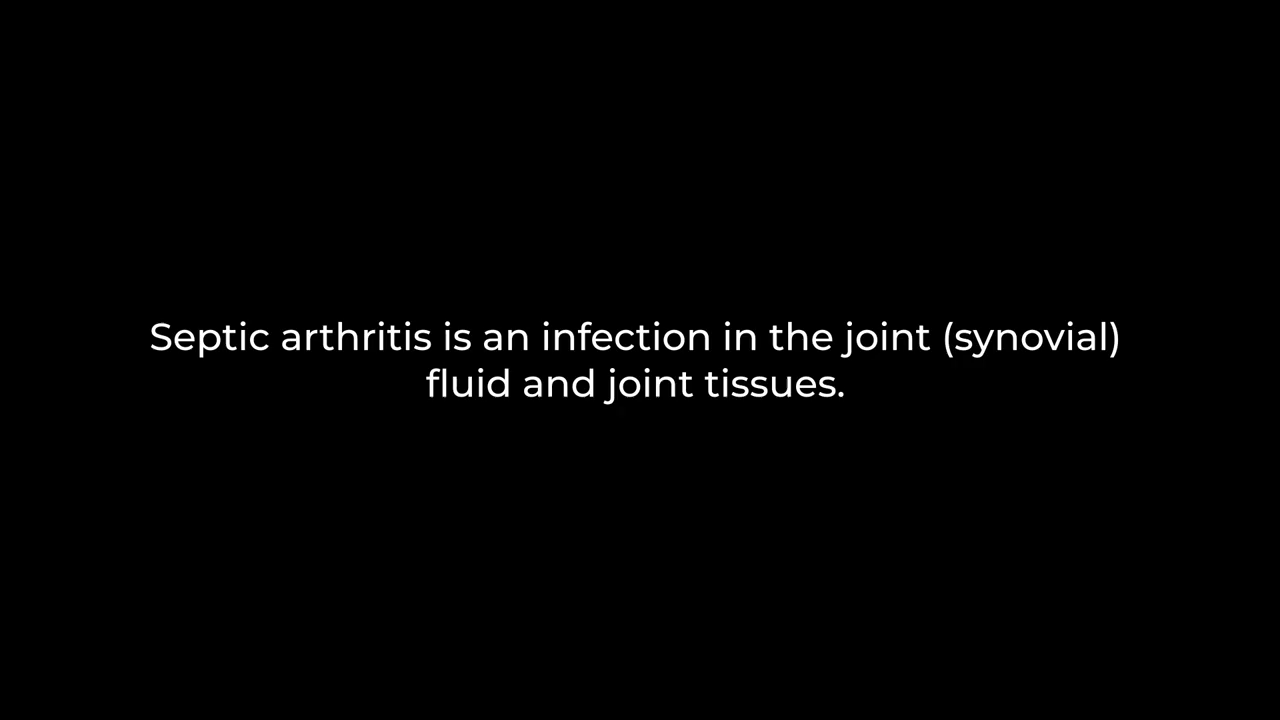 Septic arthritis is an infection in the joint (synovial)
fluid and joint tissues.